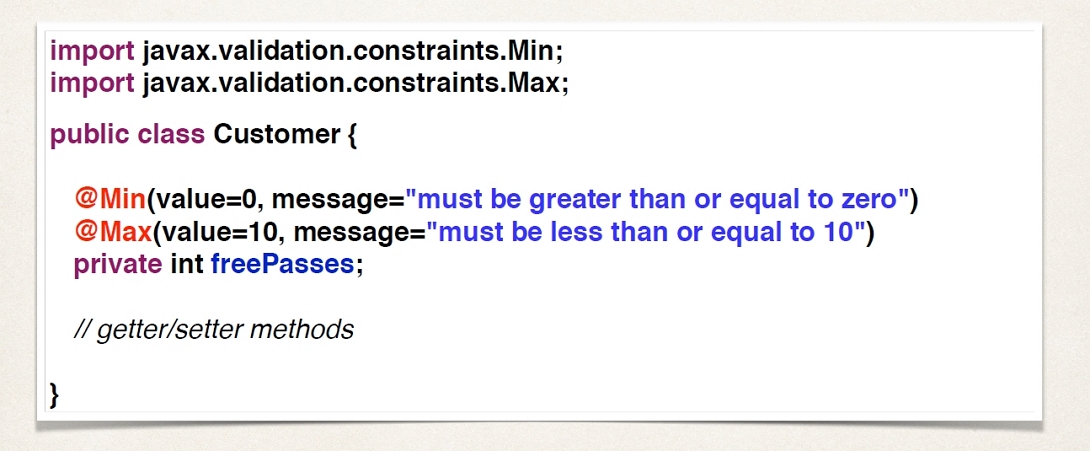 import javax.validation.constraints.Min;
import javax.validation.constraints.Max;
public class Customer {
@Min(value=0, message="must be greater than or equal to zero")
@Max(value=10, message="must be less than or equal to 10")
private int freePasses;
// getter/setter methods
}